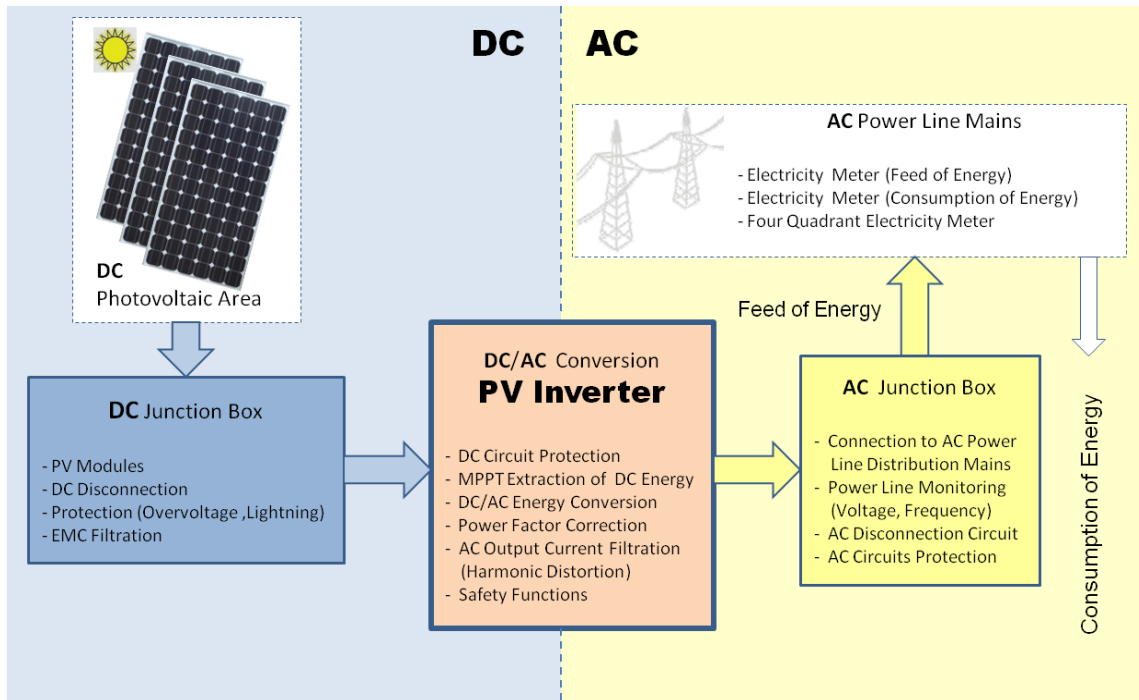 DC
AC
DC
Photovoltaic Area
AC Power Line Mains
- Electricity Meter (Feed of Energy)
- Electricity Meter (Consumption of Energy)
- Four Quadrant Electricity Meter
Feed of Energy
DC Junction Box
- PV Modules
- DC Disconnection
- Protection (Overvoltage ,Lightning)
- EMC Filtration
DC/AC Conversion
PV Inverter
- DC Circuit Protection
- MPPT Extraction of DC Energy
- DC/AC Energy Conversion
- Power Factor Correction
- AC Output Current Filtration
(Harmonic Distortion)
- Safety Functions
AC Junction Box
- Connection to AC Power
Line Distribution Mains
- Power Line Monitoring
(Voltage, Frequency)
- AC Disconnection Circuit
- AC Circuits Protection
Consumption of Energy